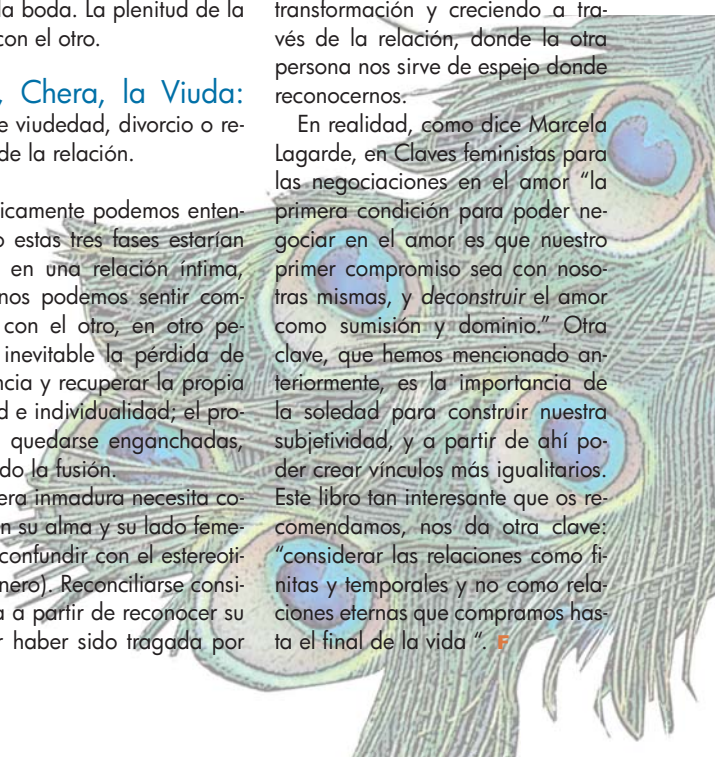 la boda. La plenitud de la
con el otro.
, Chera, la Viuda:
e viudedad, divorcio o re-
de la relación.
icamente podemos enten-
o estas tres fases estarían
en una relación íntima,
nos podemos sentir com-
con el otro, en otro pe-
inevitable la pérdida de
ncia y recuperar la propia
d e individualidad; el pro-
quedarse enganchadas,
do la fusión.
era inmadura necesita co-
n su alma y su lado feme-
confundir con el estereoti-
nero). Reconciliarse consi-
a a partir de reconocer su
r haber sido tragada por
transformación y creciendo a tra-
vés de la relación, donde la otra
persona nos sirve de espejo donde
reconocernos.
En realidad, como dice Marcela
Lagarde, en Claves feministas para
las negociaciones en el amor “la
primera condición para poder ne-
gociar en el amor es que nuestro
primer compromiso sea con noso-
tras mismas, y deconstruir el amor
como sumisión y dominio.” Otra
clave, que hemos mencionado an-
teriormente, es la importancia de
la soledad para construir nuestra
subjetividad, y a partir de ahí po-
der crear vínculos más igualitarios.
Este libro tan interesante que os re-
comendamos, nos da otra clave:
“considerar las relaciones como fi-
nitas y temporales y no como rela-
ciones eternas que compramos has-
ta el final de la vida “. F